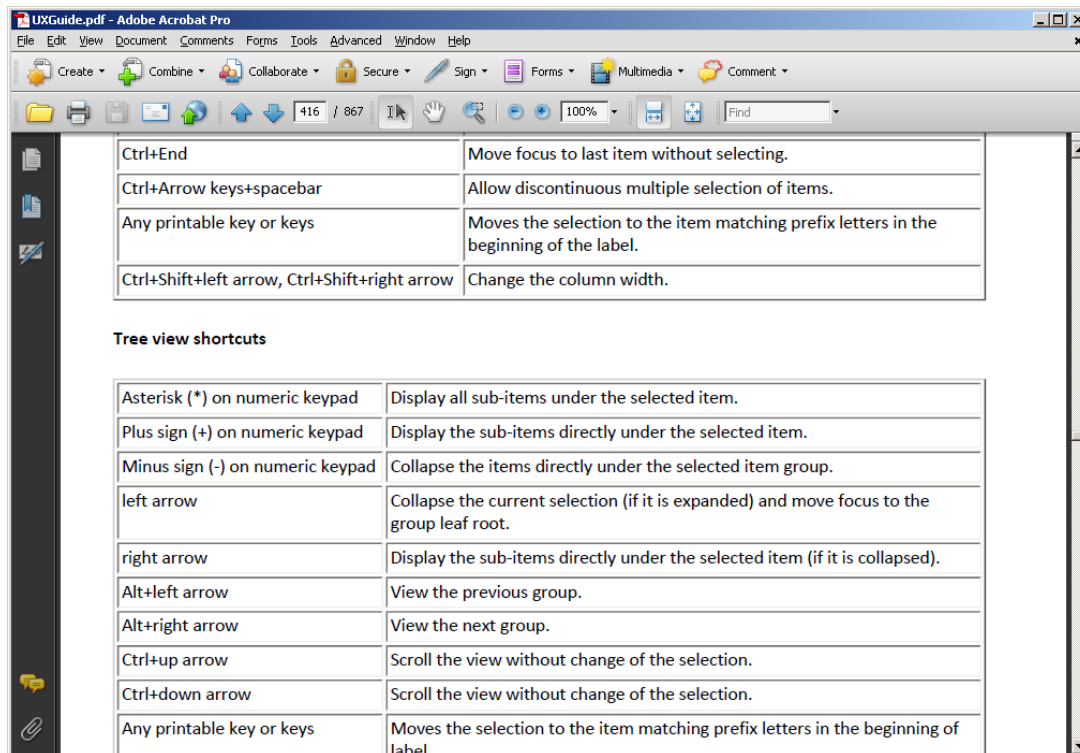 UXGuide.pdf - Adobe Acrobat Pro
File Edit View Document Comments Forms Tools Advanced Window Help
Create Combine Collaborate Secure Sign Forms Multimedia Comment
416 / 867 100% Find
Ctrl+End Move focus to last item without selecting.
Ctrl+Arrow keys+spacebar Allow discontinuous multiple selection of items.
Any printable key or keys Moves the selection to the item matching prefix letters in the
beginning of the label.
Ctrl+Shift+left arrow, Ctrl+Shift+right arrow Change the column width.
Tree view shortcuts
Asterisk (*) on numeric keypad Display all sub-items under the selected item.
Plus sign (+) on numeric keypad Display the sub-items directly under the selected item.
Minus sign (-) on numeric keypad Collapse the items directly under the selected item group.
left arrow Collapse the current selection (if it is expanded) and move focus to the
group leaf root.
right arrow Display the sub-items directly under the selected item (if it is collapsed).
Alt+left arrow View the previous group.
Alt+right arrow View the next group.
Ctrl+up arrow Scroll the view without change of the selection.
Ctrl+down arrow Scroll the view without change of the selection.
Any printable key or keys Moves the selection to the item matching prefix letters in the beginning of
label